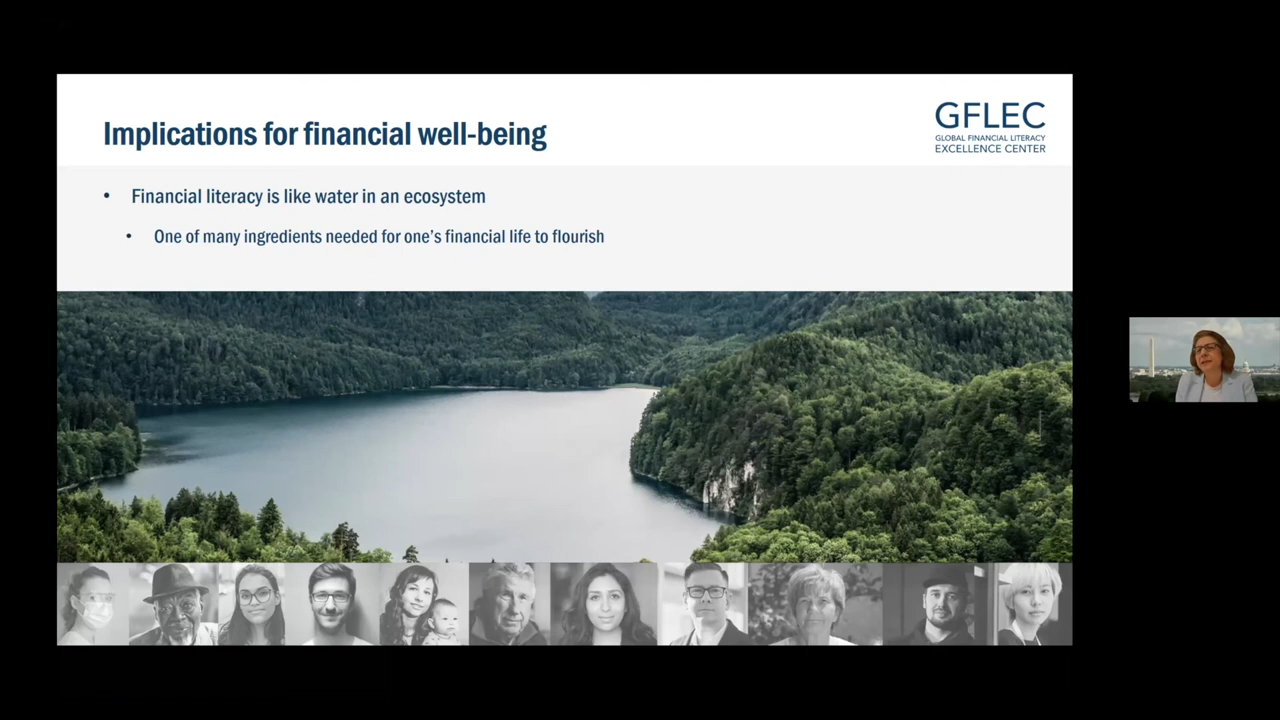 Implications for financial well-being
GFLEC
GLOBAL FINANCIAL LITERACY
EXCELLENCE CENTER
• Financial literacy is like water in an ecosystem
• One of many ingredients needed for one's financial life to flourish